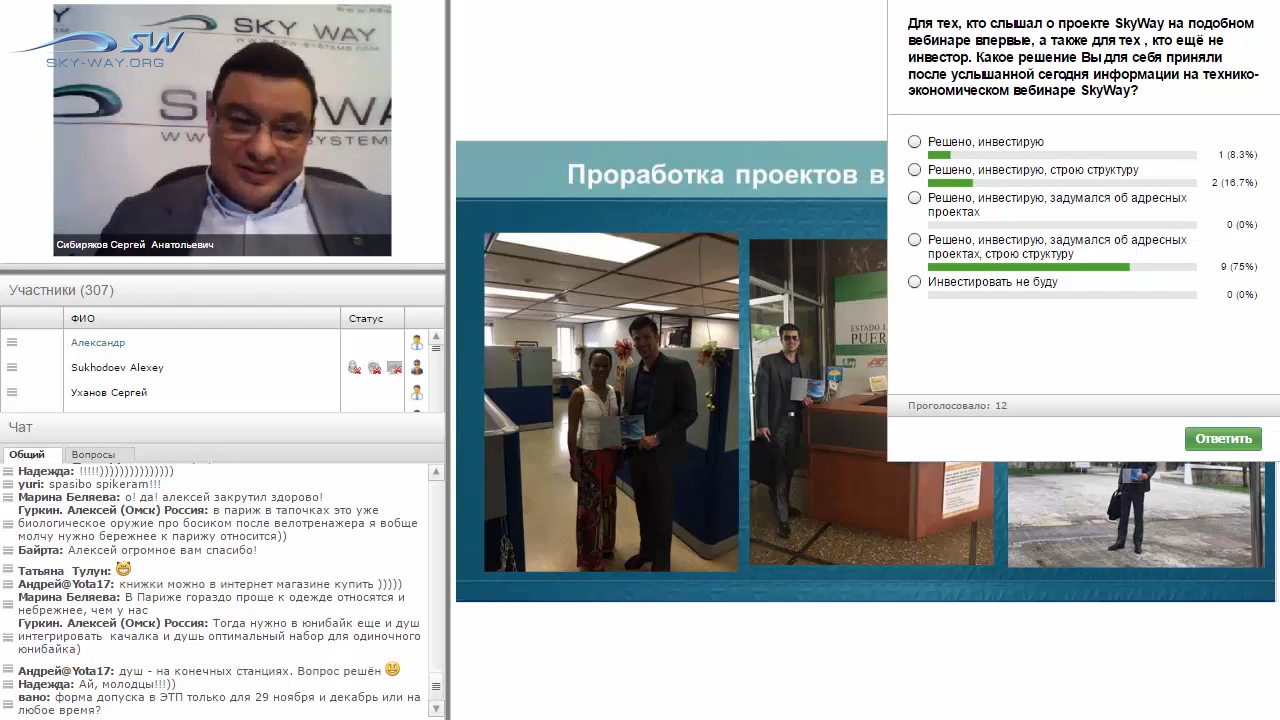 SKY WAY
SW
SKY-WAY.ORG
Сибиряков Сергей Анатольевич
Участники (307)
ФИО
Статус
Александр
Sukhodoev Alexey
Уханов Сергей
Чат
Общий
Вопросы
Надежда: !!!!!)))))))))))))))
yuri: spasibo spikeram!!!
Марина Беляева: о! да! алексей закрутил здорово!
Гуркин. Алексей (Омск) Россия: в париж в тапочках это уже
биологическое оружие про босиком после велотренажера я вобще
молчу нужно бережнее к парижу относится))
Байрта: Алексей огромное вам спасибо!
Татьяна Тулун:
Андрей@Yota17: книжки можно в интернет магазине купить )))))
Марина Беляева: В Париже гораздо проще к одежде относятся и
небрежнее, чем у нас
Гуркин. Алексей (Омск) Россия: Тогда нужно в юнибайк еще и душ
интегрировать качалка и душь оптимальный набор для одиночного
юнибайка)
Андрей@Yota17: душ - на конечных станциях. Вопрос решён
Надежда: Ай, молодцы!!!))
вано: форма допуска в ЭТП только для 29 ноября и декабрь или на
любое время?
Проработка проектов в
ESTADO
PUER
Для тех, кто слышал о проекте SkyWay на подобном
вебинаре впервые, а также для тех , кто ещё не
инвестор. Какое решение Вы для себя приняли
после услышанной сегодня информации на технико-
экономическом вебинаре SkyWay?
Решено, инвестирую
1 (8.3%)
Решено, инвестирую, строю структуру
2 (16.7%)
Решено, инвестирую, задумался об адресных
проектах
0 (0%)
Решено, инвестирую, задумался об адресных
проектах, строю структуру
9 (75%)
Инвестировать не буду
0 (0%)
Проголосовало: 12
Ответить